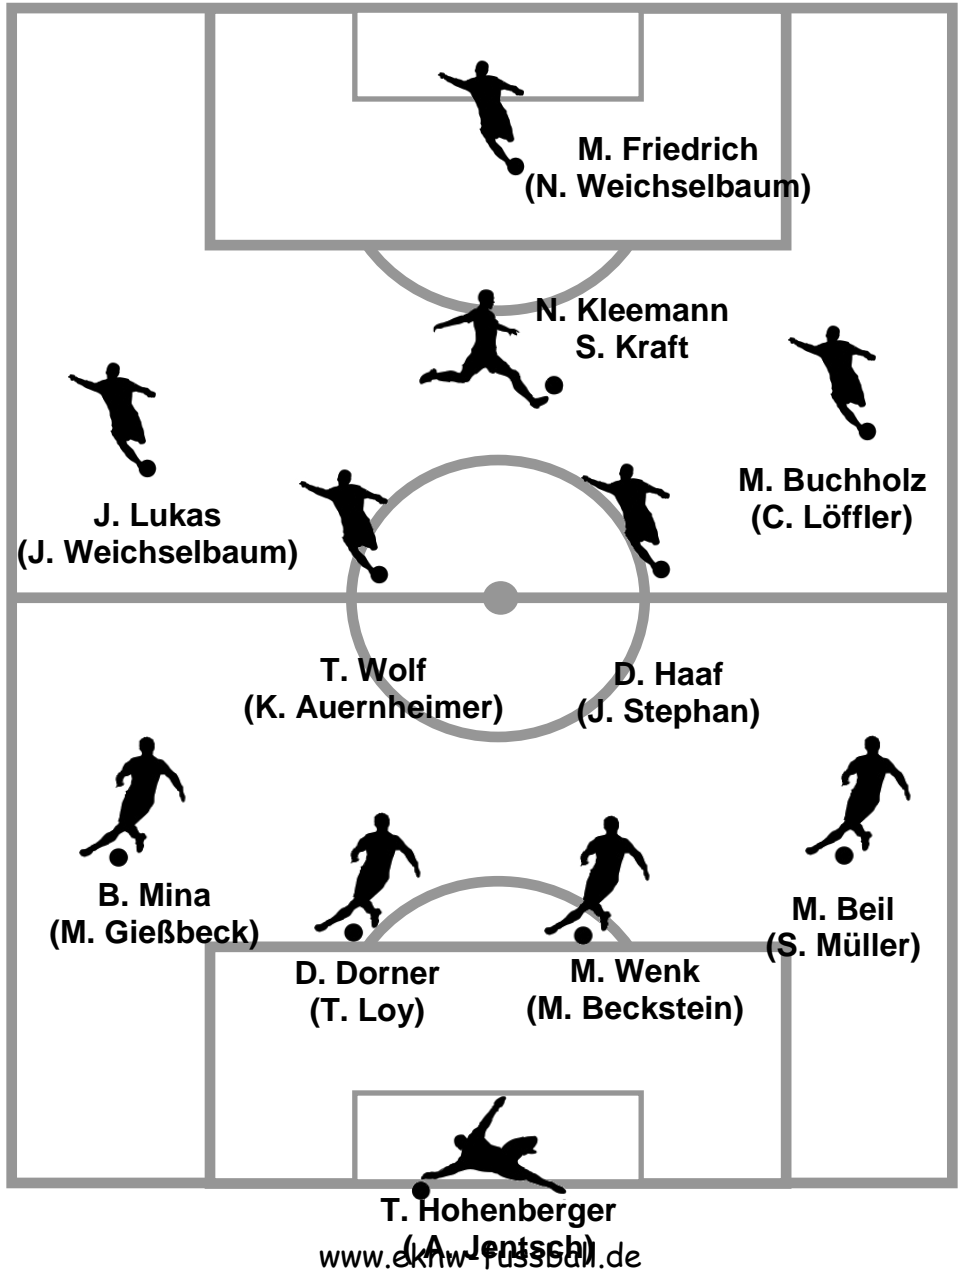 M. Friedrich
(N. Weichselbaum)
N. Kleemann
S. Kraft
M. Buchholz
(C. Löffler)
J. Lukas
(J. Weichselbaum)
T. Wolf
(K. Auernheimer)
D. Haaf
(J. Stephan)
B. Mina
(M. Gießbeck)
M. Beil
(S. Müller)
D. Dorner
(T. Loy)
M. Wenk
(M. Beckstein)
T. Hohenberger
( A. Jentsch)
www.ekhw-fussball.de